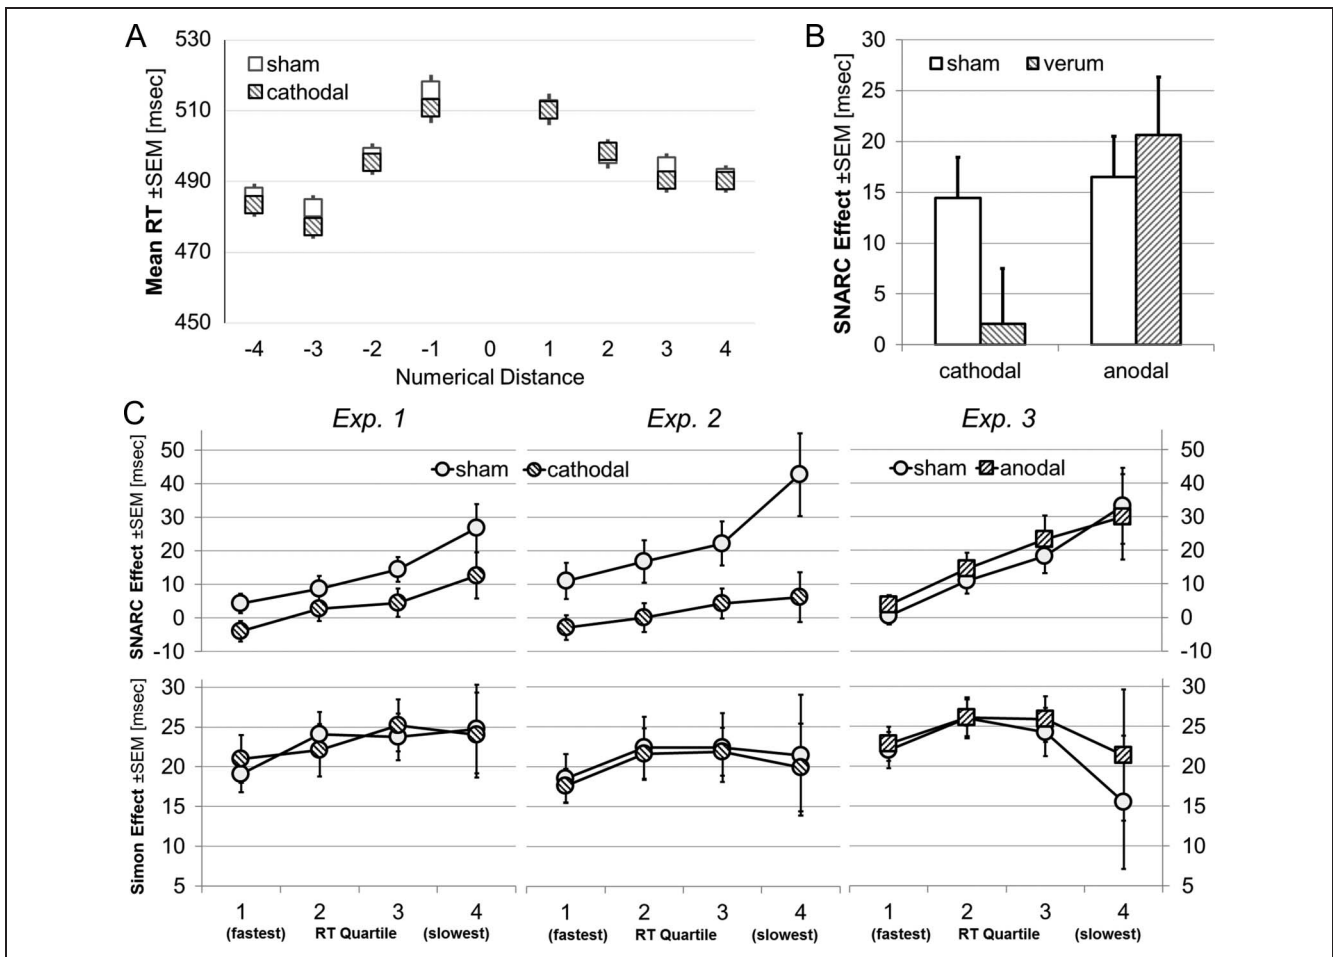 A
530
510
490
470
450
Mean RT ±SEM [msec]
sham
cathodal
-4 -3 -2 -1 0 1 2 3 4
Numerical Distance
B
30
25
20
15
10
5
0
SNARC Effect ±SEM [msec]
sham verum
cathodal anodal
C
Exp. 1 Exp. 2 Exp. 3
SNARC Effect ±SEM [msec]
50 50
40 40
30 30
20 20
10 10
0 0
-10 -10
sham cathodal sham anodal
Simon Effect ±SEM [msec]
30 30
25 25
20 20
15 15
10 10
5 5
1 2 3 4 1 2 3 4 1 2 3 4
(fastest) RT Quartile (slowest) (fastest) RT Quartile (slowest) (fastest) RT Quartile (slowest)